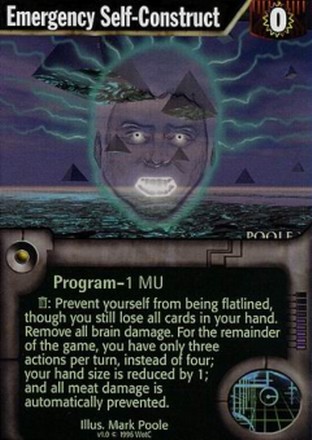 Emergency Self-Construct
0
POOLE
Program-1 MU
: Prevent yourself from being flatlined,
though you still lose all cards in your hand.
Remove all brain damage. For the remainder
of the game, you have only three
actions per turn, instead of four;
your hand size is reduced by 1;
and all meat damage is
automatically prevented.
Illus. Mark Poole
v1.0 © 1996 WotC